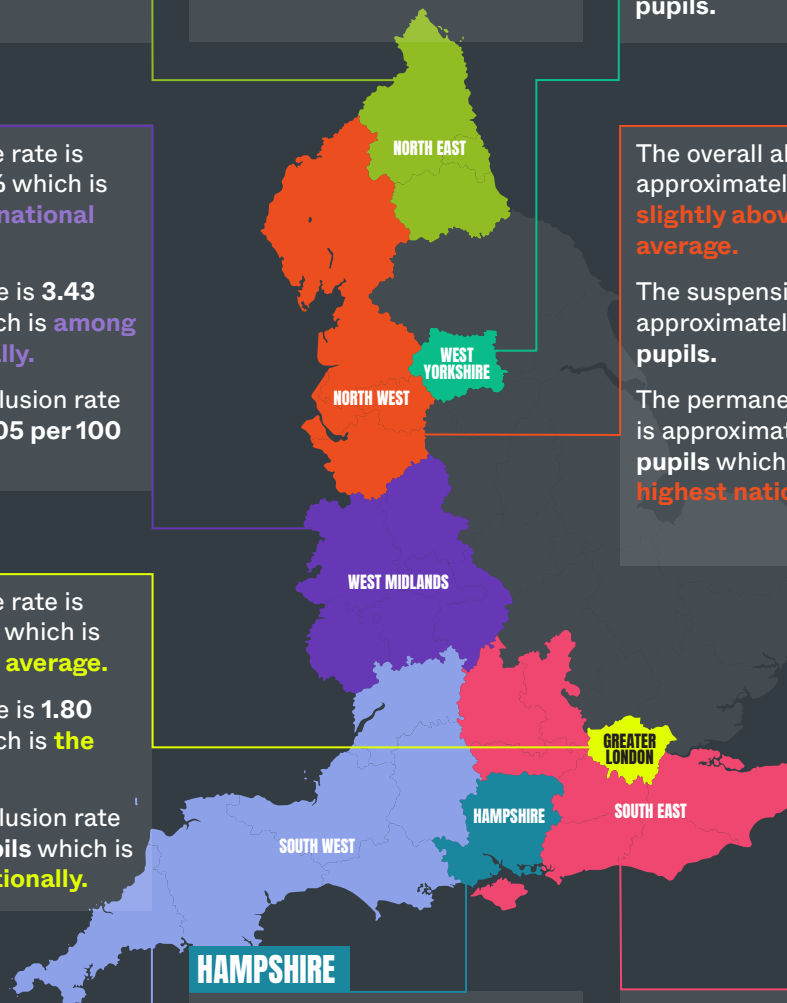 pupils.
NORTH EAST
rate is
which is
national
e is 3.43
ch is among
lly.
lusion rate
05 per 100
The overall
approximatel
slightly abov
average.
The suspensi
approximatel
pupils.
The permane
is approximat
pupils which
highest natio
WEST
YORKSHIRE
NORTH WEST
WEST MIDLANDS
rate is
which is
average.
e is 1.80
ch is the
lusion rate
ils which is
tionally.
GREATER
LONDON
HAMPSHIRE
SOUTH EAST
SOUTH WEST
HAMPSHIRE